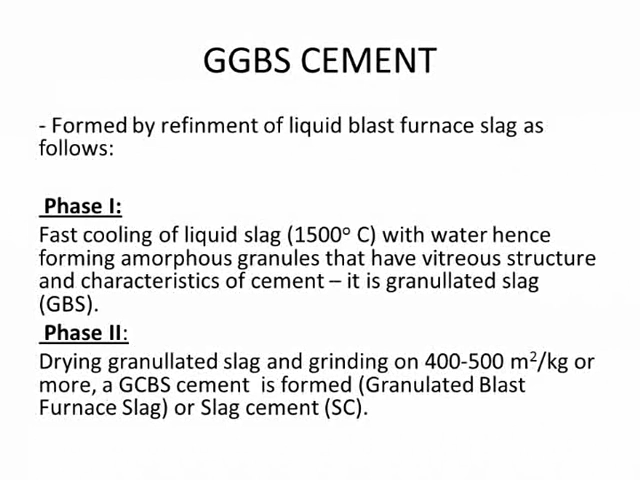 GGBS CEMENT
- Formed by refinment of liquid blast furnace slag as
follows:
Phase I:
Fast cooling of liquid slag (1500° C) with water hence
forming amorphous granules that have vitreous structure
and characteristics of cement – it is granullated slag
(GBS).
Phase II:
Drying granullated slag and grinding on 400-500 m²/kg or
more, a GCBS cement is formed (Granulated Blast
Furnace Slag) or Slag cement (SC).